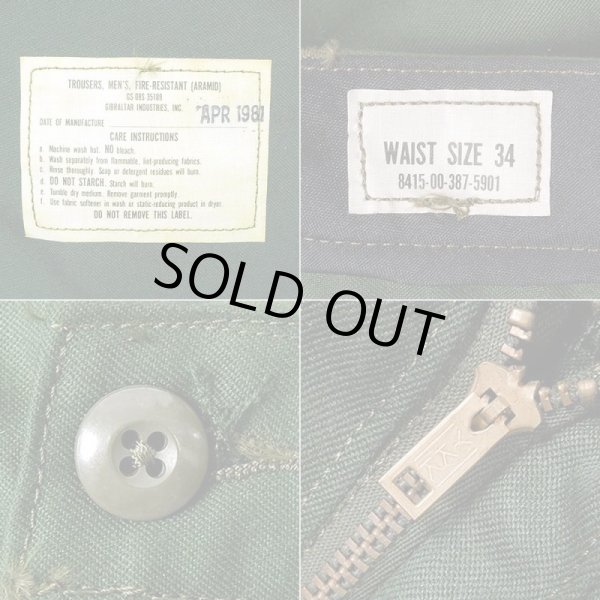 TROUSERS, MEN'S, FIRE-RESISTANT (ARAMID)
GIBRALTAR INDUSTRIES, INC.
DATE OF MANUFACTURE APR 1981
CARE INSTRUCTIONS
a. Machine wash hot. NO bleach.
b. Wash separately from flammable, lint-producing fabrics.
c. Rinse thoroughly. Soap or detergent residues will burn.
d. DO NOT STARCH. Starch will burn.
e. Tumble dry medium. Remove garment promptly.
f. Use fabric softener in wash or static-reducing product in dryer.
DO NOT REMOVE THIS LABEL.
WAIST SIZE 34
8415-00-387-5901
SOLD OUT